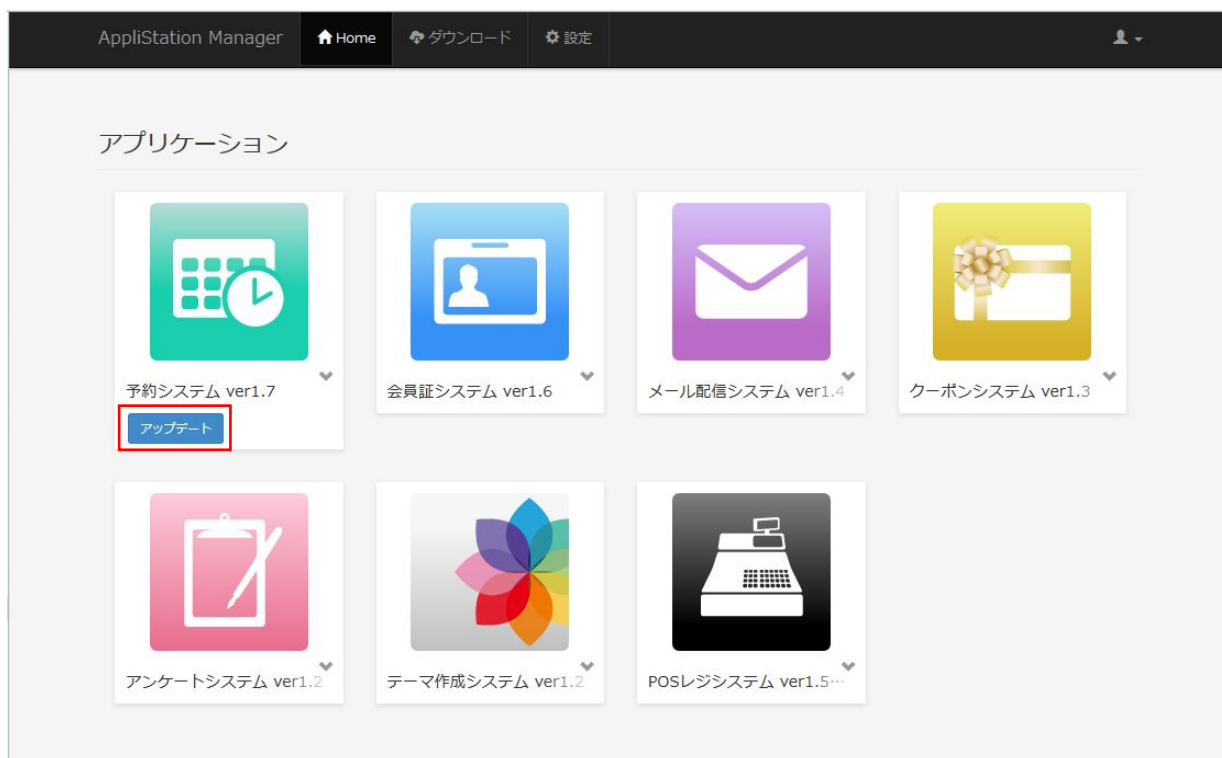 AppliStation Manager Home ダウンロード 設定
アプリケーション
予約システム ver1.7
会員証システム ver1.6
メール配信システム ver1.4
クーポンシステム ver1.3
アップデート
アンケートシステム ver1.2
テーマ作成システム ver1.2
POSレジシステム ver1.5…